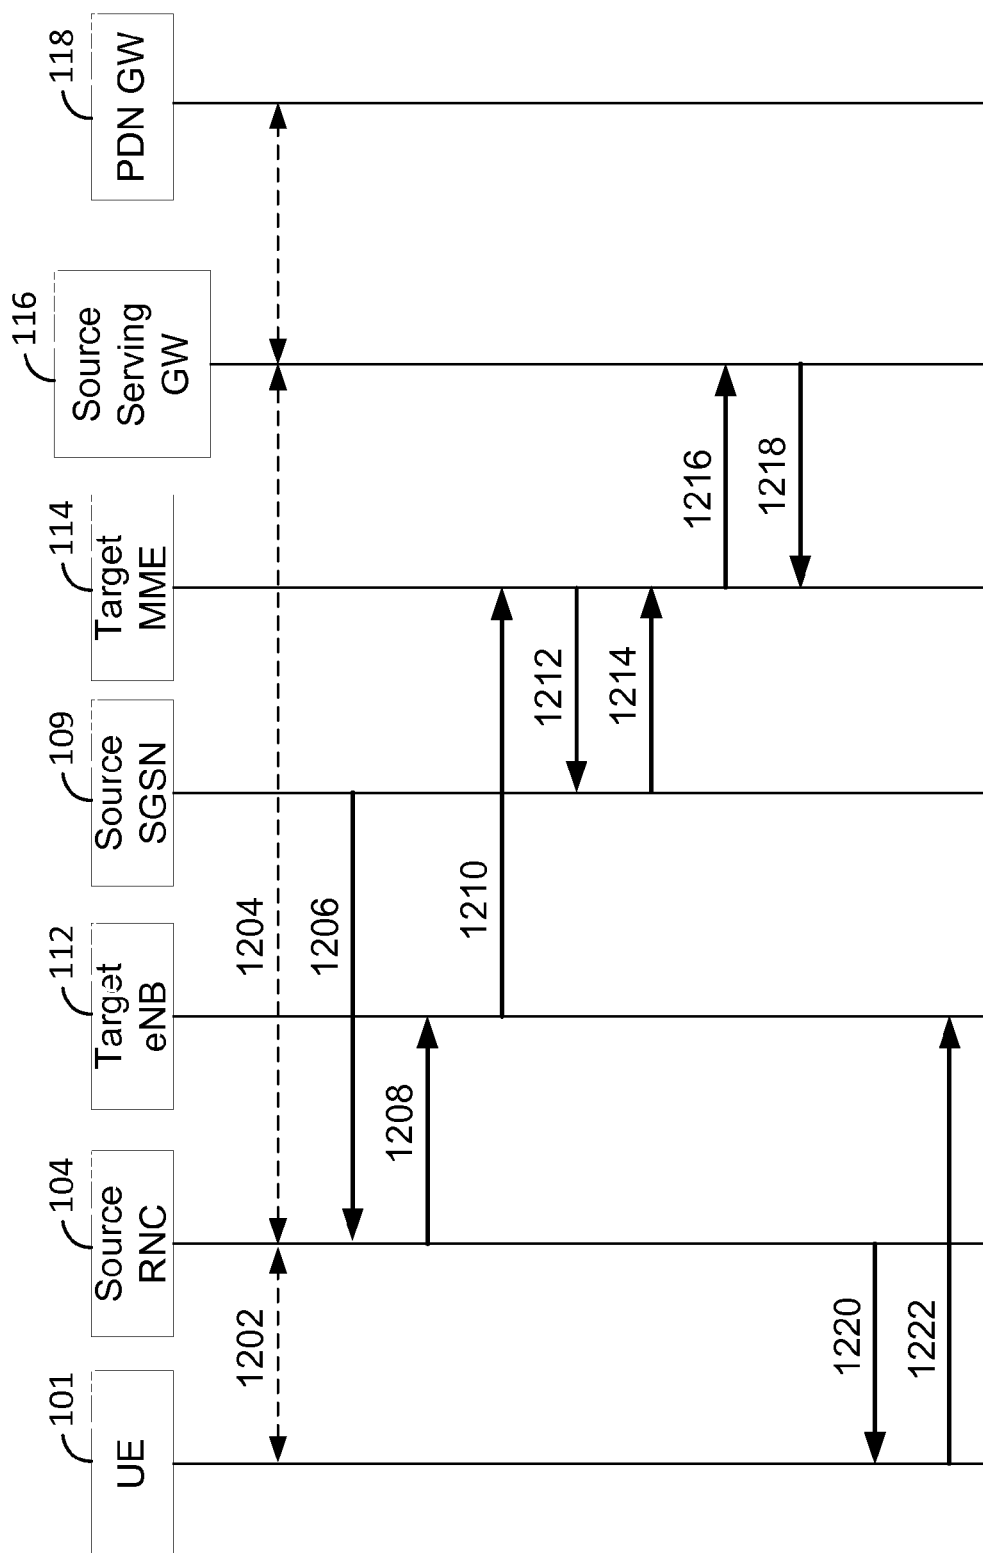 101
UE
104
Source
RNC
112
Target
eNB
109
Source
SGSN
114
Target
MME
116
Source
Serving
GW
118
PDN GW
1202
1204
1206
1208
1210
1212
1214
1216
1218
1220
1222